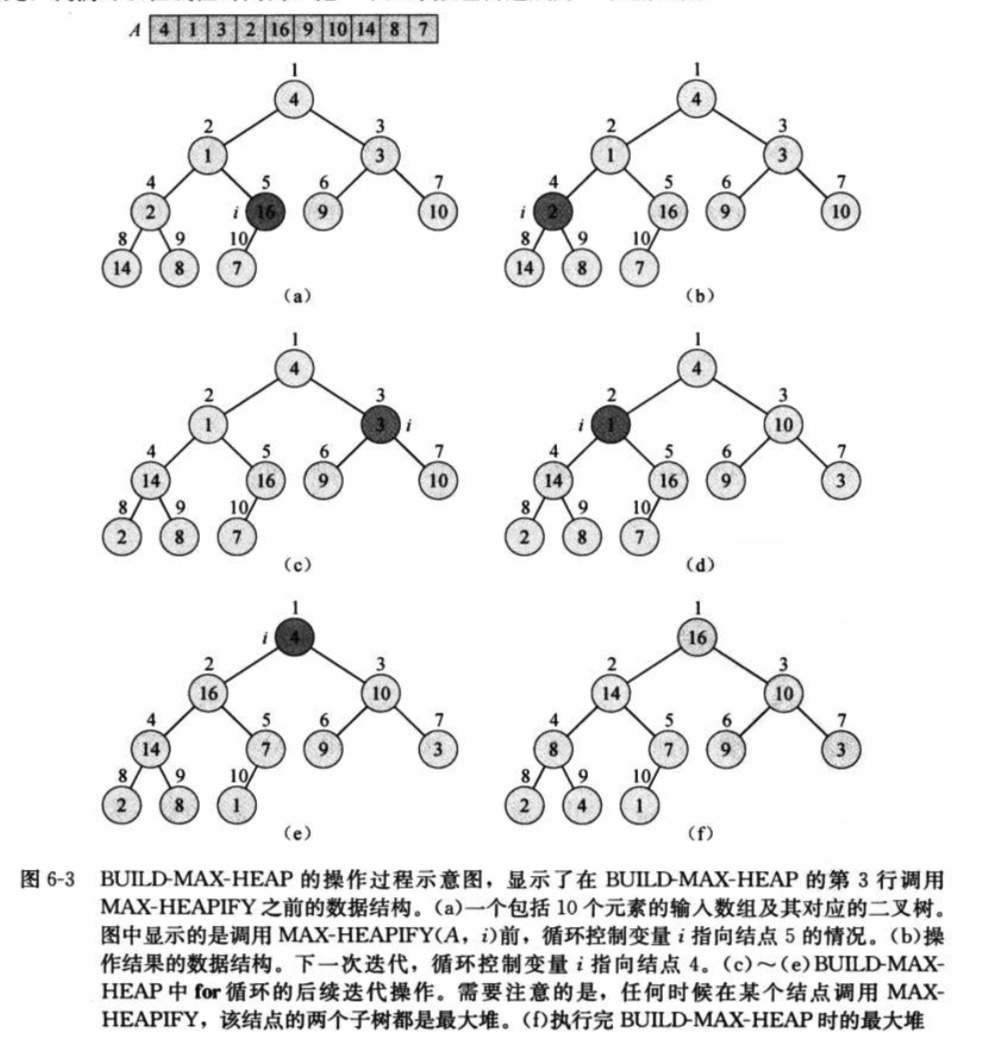 A 4 1 3 2 16 9 10 14 8 7
1 1
4 4
2 3 2 3
1 3 1 3
4 5 6 7 4 5 6 7
2 i 16 9 10 i 2 16 9 10
8 9 10 8 9 10
14 8 7 14 8 7
(a) (b)
1 1
4 4
2 3 2 3
1 3 i i 1 10
4 5 6 7 4 5 6 7
14 16 9 10 14 16 9 3
8 9 10 8 9 10
2 8 7 2 8 7
(c) (d)
1 1
i 4 16
2 3 2 3
16 10 14 10
4 5 6 7 4 5 6 7
14 7 9 3 8 7 9 3
8 9 10 8 9 10
2 8 1 2 4 1
(e) (f)
图 6-3 BUILD-MAX-HEAP 的操作过程示意图，显示了在 BUILD-MAX-HEAP 的第 3 行调用
MAX-HEAPIFY 之前的数据结构。(a)一个包括 10 个元素的输入数组及其对应的二叉树。
图中显示的是调用 MAX-HEAPIFY(A，i)前，循环控制变量 i 指向结点 5 的情况。(b)操
作结果的数据结构。下一次迭代，循环控制变量 i 指向结点 4。(c)～(e)BUILD-MAX-
HEAP 中 for 循环的后续迭代操作。需要注意的是，任何时候在某个结点调用 MAX-
HEAPIFY，该结点的两个子树都是最大堆。(f)执行完 BUILD-MAX-HEAP 时的最大堆